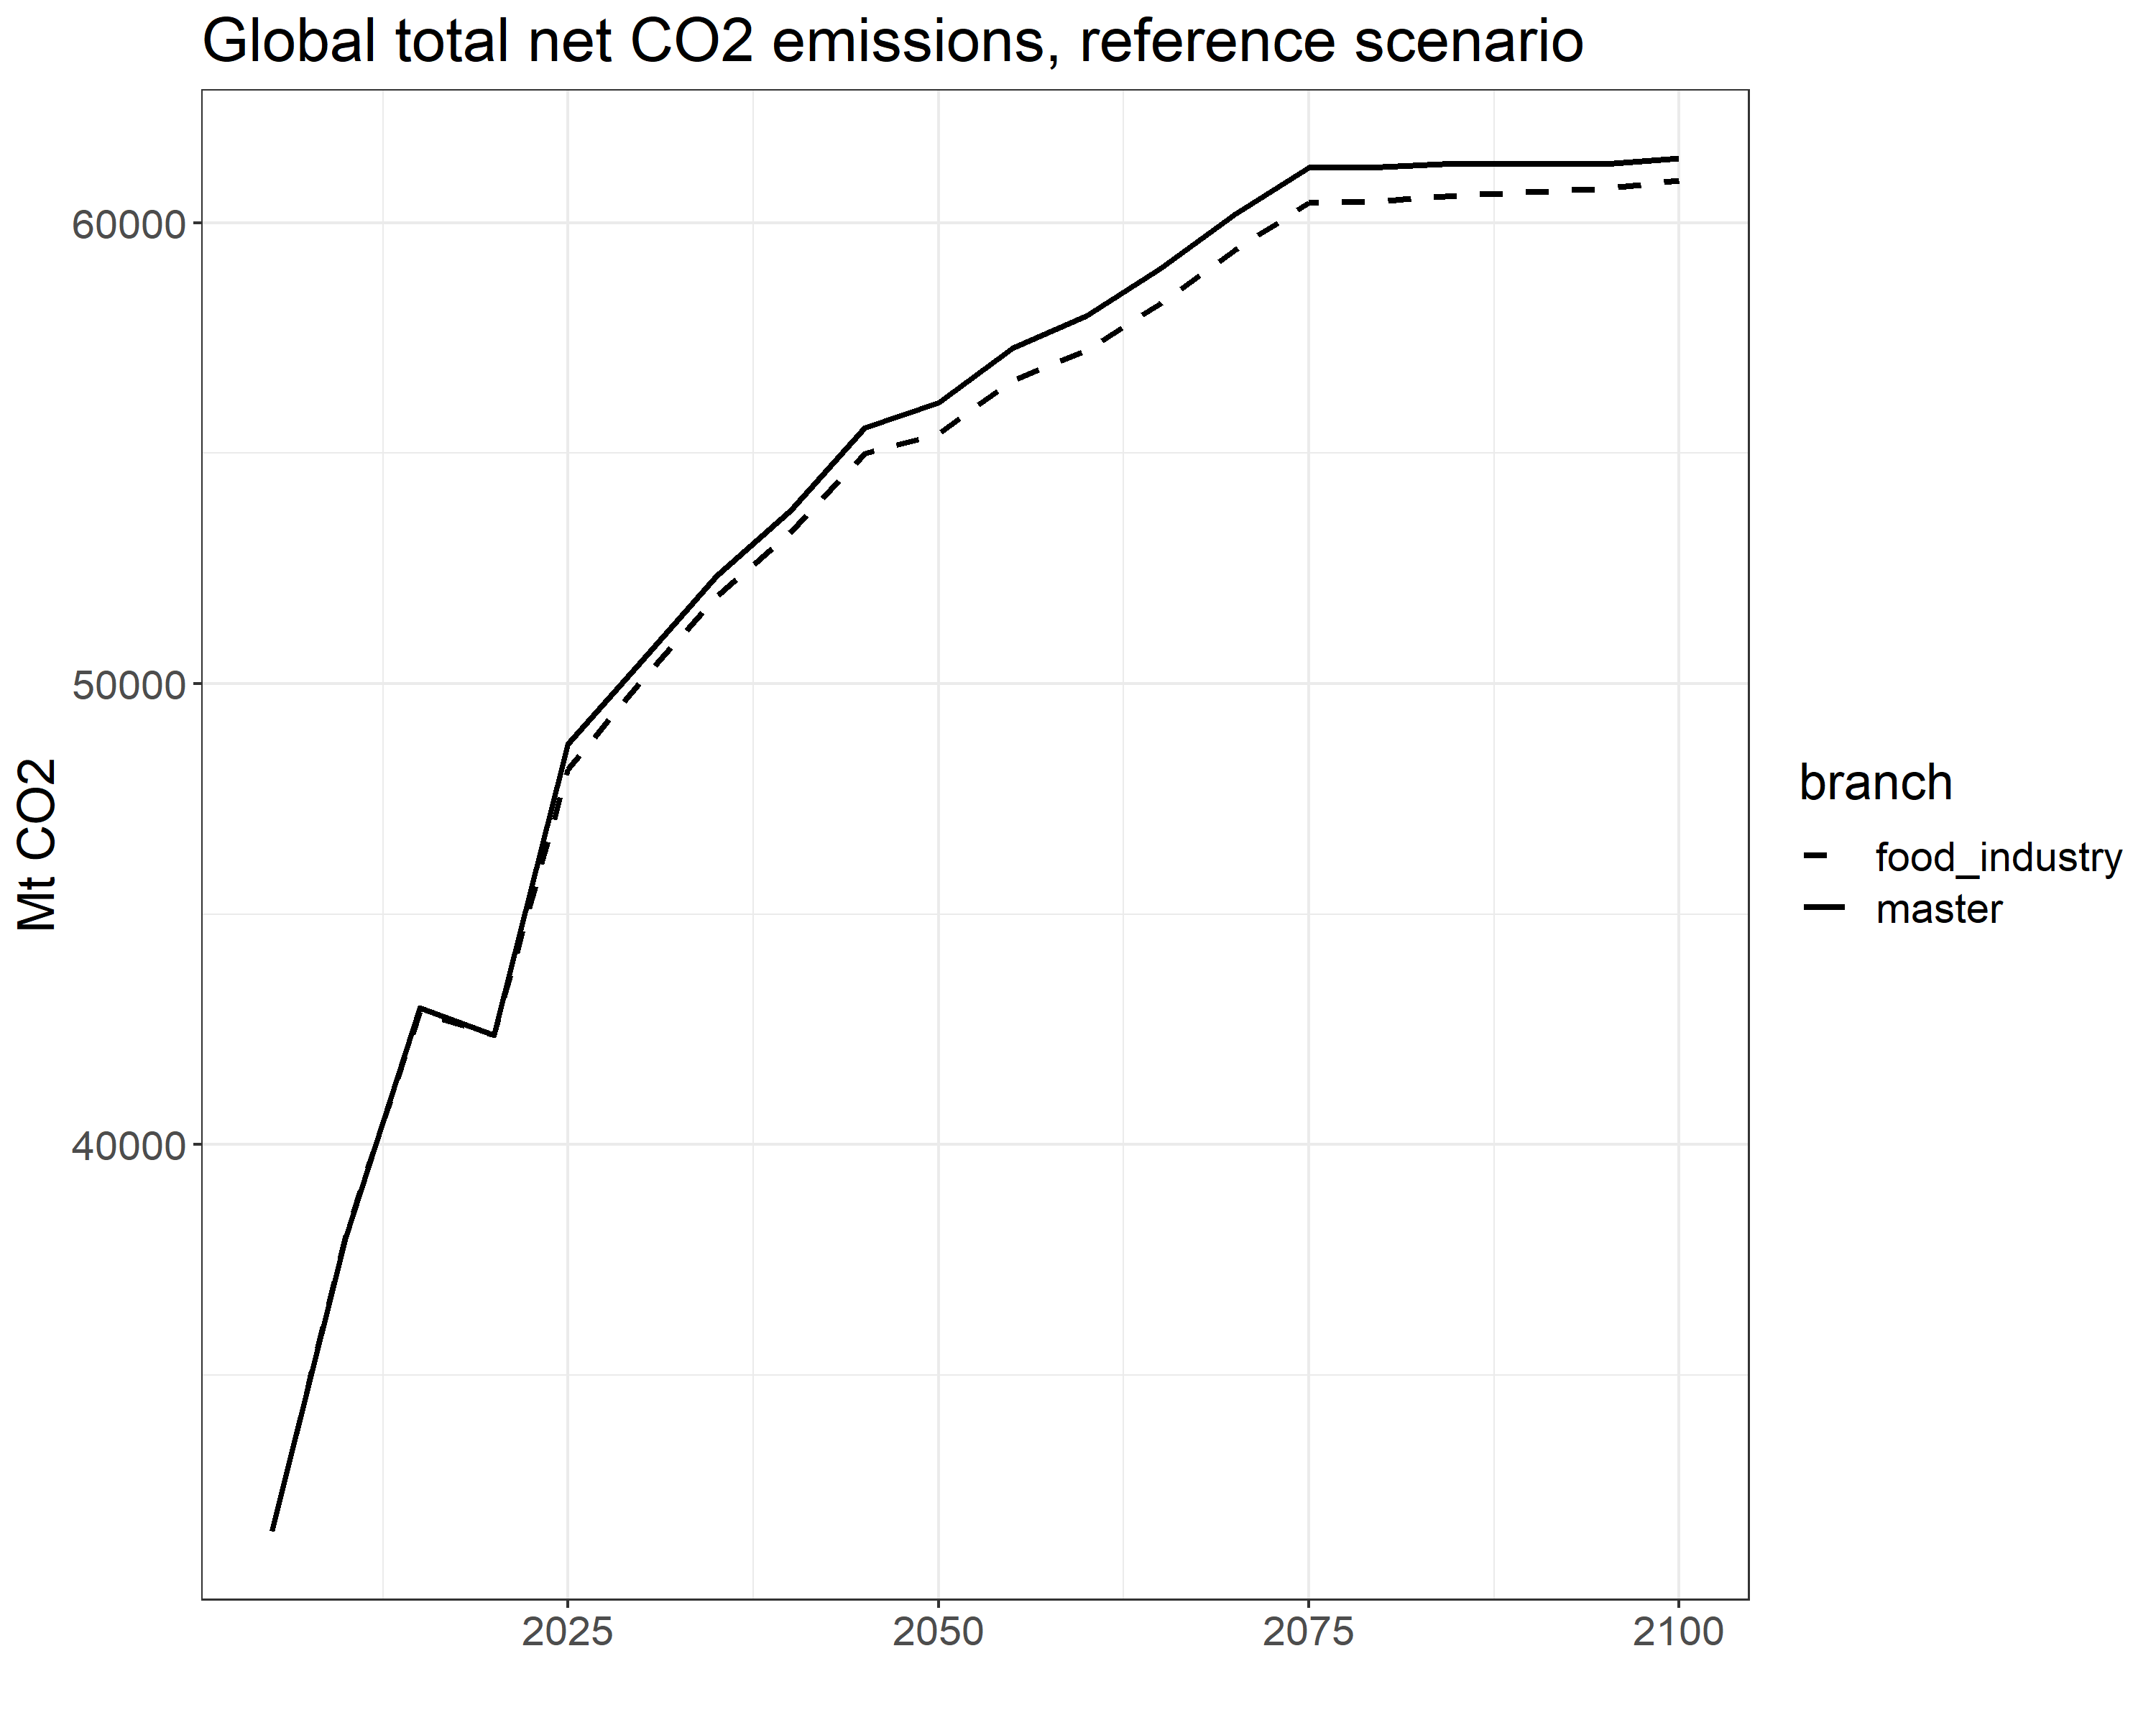 Global total net CO2 emissions, reference scenario
60000
50000
40000
Mt CO2
2025
2050
2075
2100
branch
food_industry
master